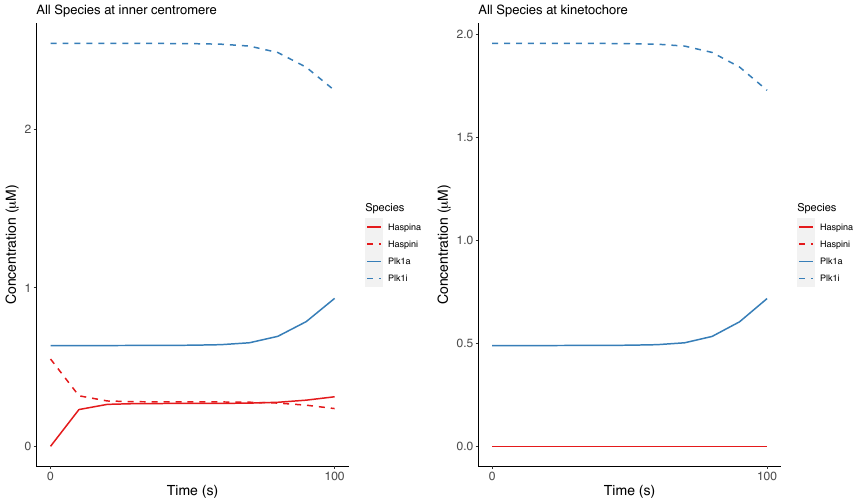 All Species at inner centromere
Concentration (μM)
2
1
0
0
100
Time (s)
Species
Haspina
Haspini
Plk1a
Plk1i
All Species at kinetochore
Concentration (μM)
2.0
1.5
1.0
0.5
0.0
0
100
Time (s)
Species
Haspina
Haspini
Plk1a
Plk1i